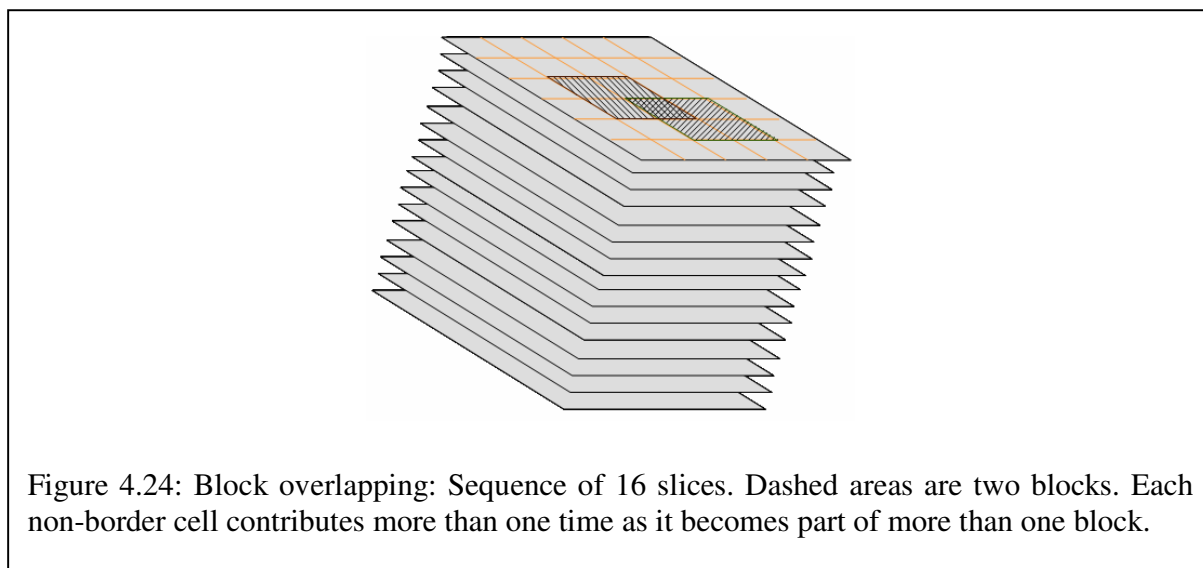 Figure 4.24: Block overlapping: Sequence of 16 slices. Dashed areas are two blocks. Each
non-border cell contributes more than one time as it becomes part of more than one block.